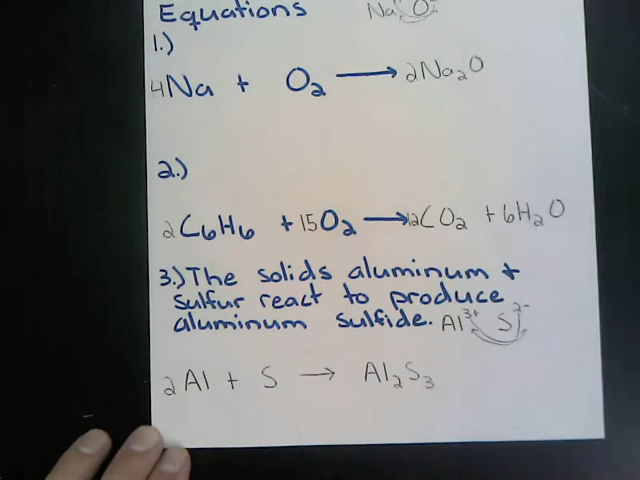 Equations
Na O
1.)
4Na + O₂ → 2Na₂O
2.)
2C₆H₆ + 15O₂ → 12CO₂ + 6H₂O
3.) The solids aluminum +
sulfur react to produce
aluminum sulfide. Al³⁺ S²⁻
2Al + S → Al₂S₃